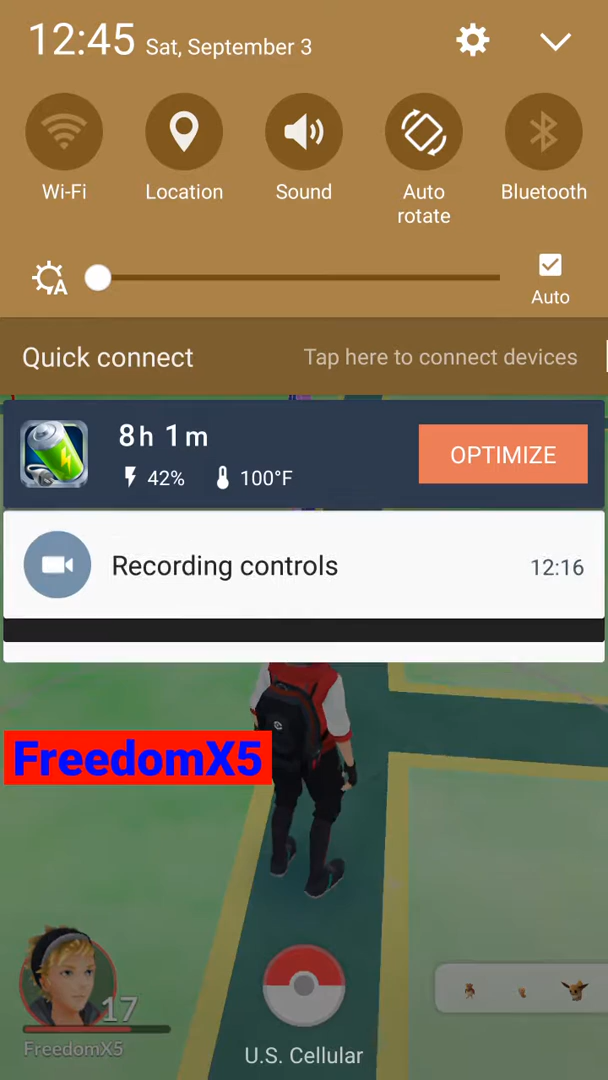 12:45 Sat, September 3
Wi-Fi Location Sound Auto rotate Bluetooth
A
Auto
Quick connect Tap here to connect devices
8h 1m
42% 100°F
OPTIMIZE
Recording controls 12:16
FreedomX5
17
FreedomX5
U.S. Cellular